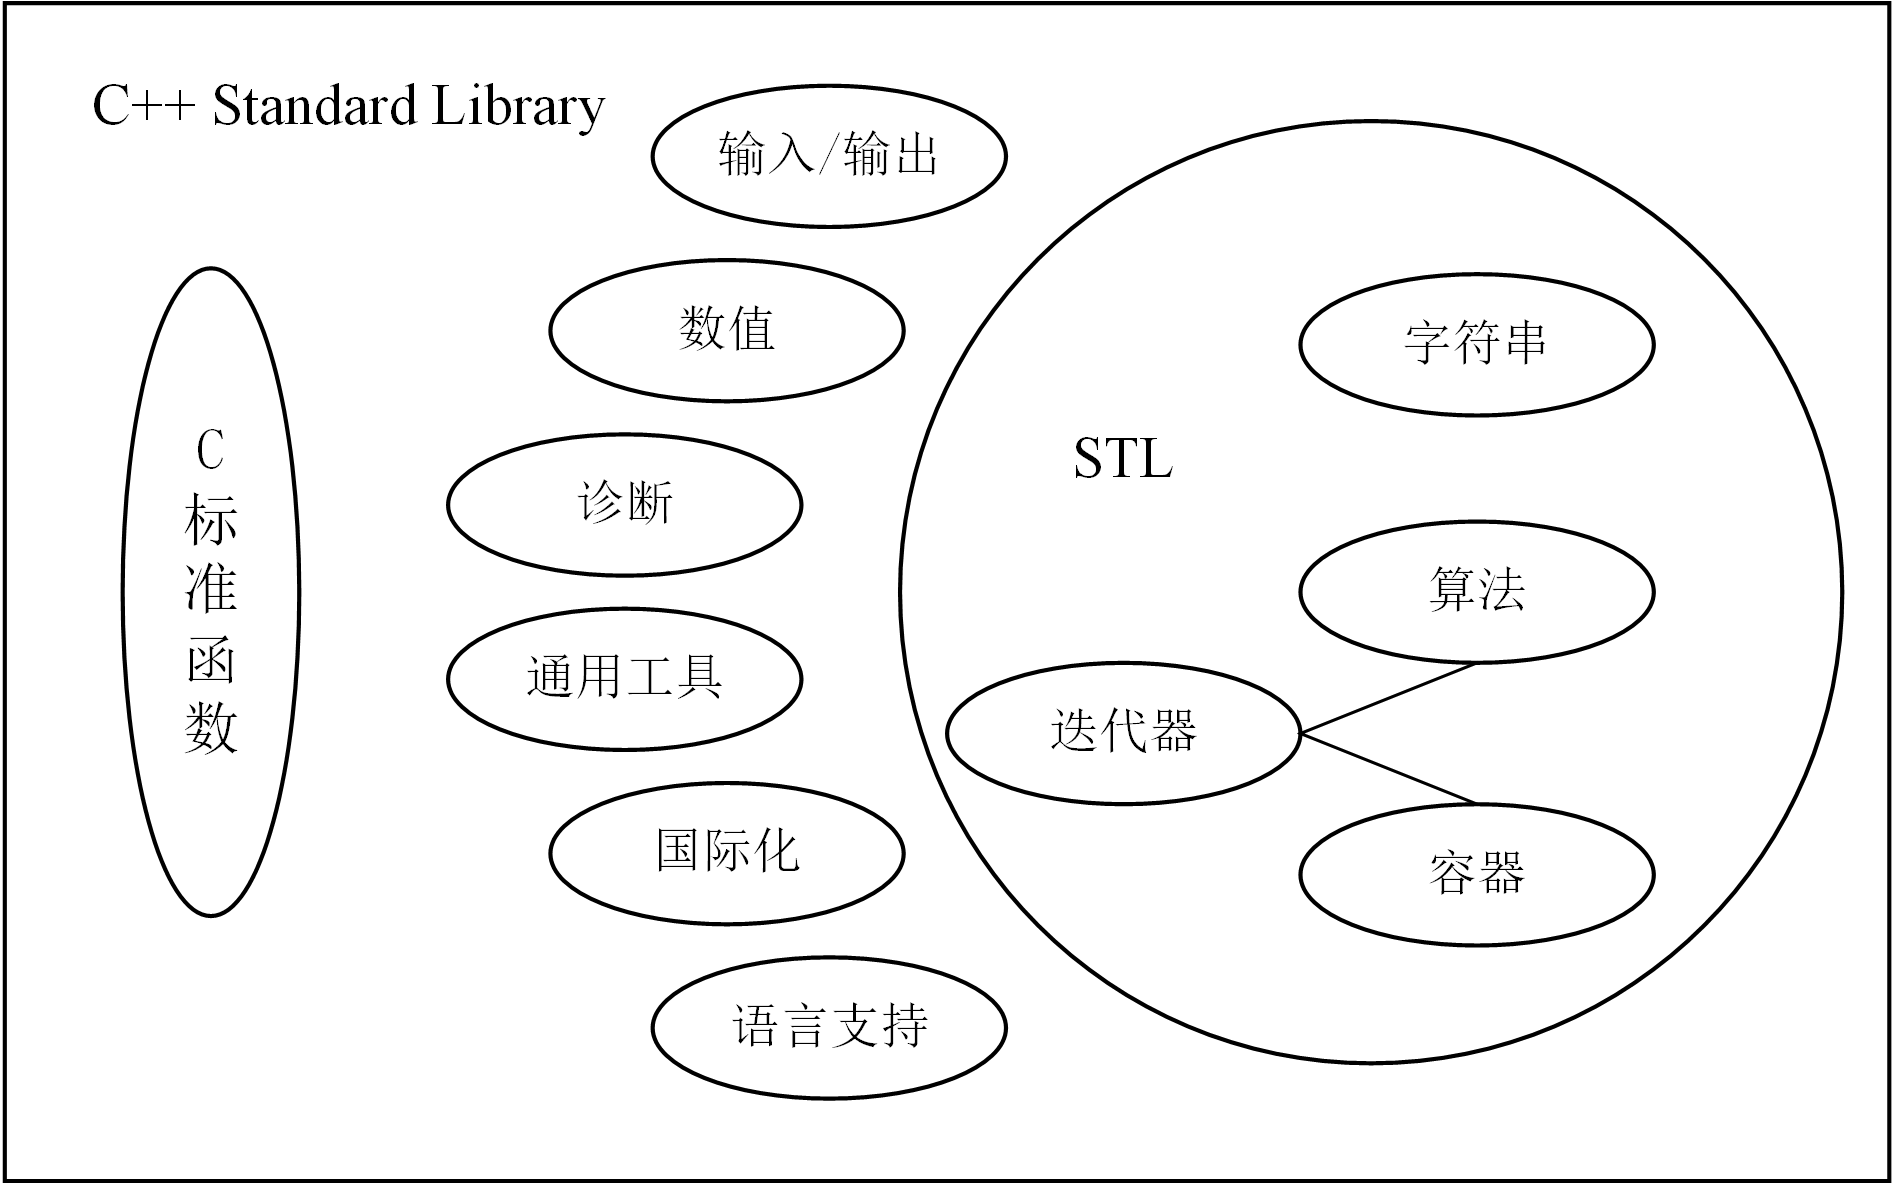 C++ Standard Library
输入/输出
数值
诊断
通用工具
国际化
语言支持
C
标
准
函
数
STL
字符串
算法
迭代器
容器